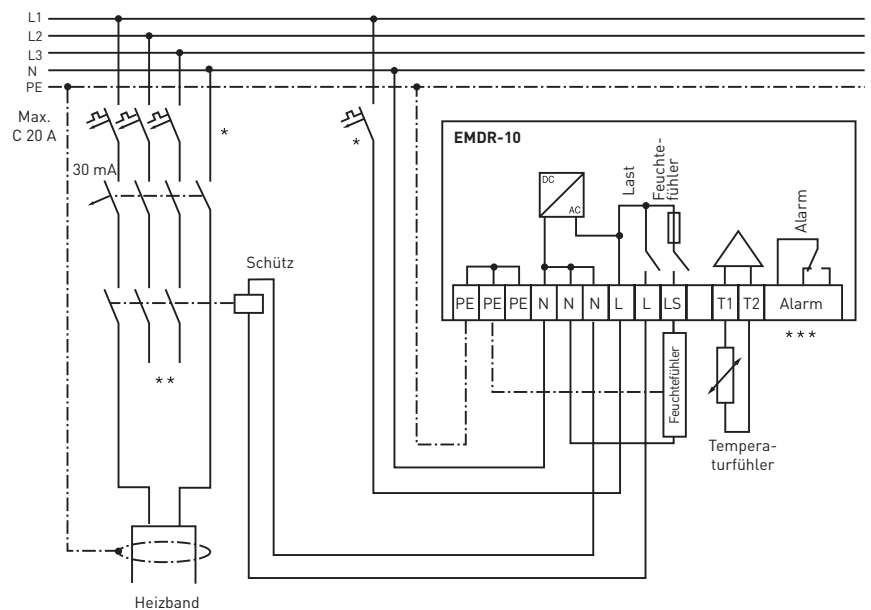 L1
L2
L3
N
PE
Max.
C 20 A
*
*
30 mA
EMDR-10
DC
AC
Last
Feuchte-
fühler
Alarm
Schütz
PE PE PE N N N L L LS T1 T2 Alarm
* * *
* *
Feuchtefühler
Tempera-
turfühler
Heizband